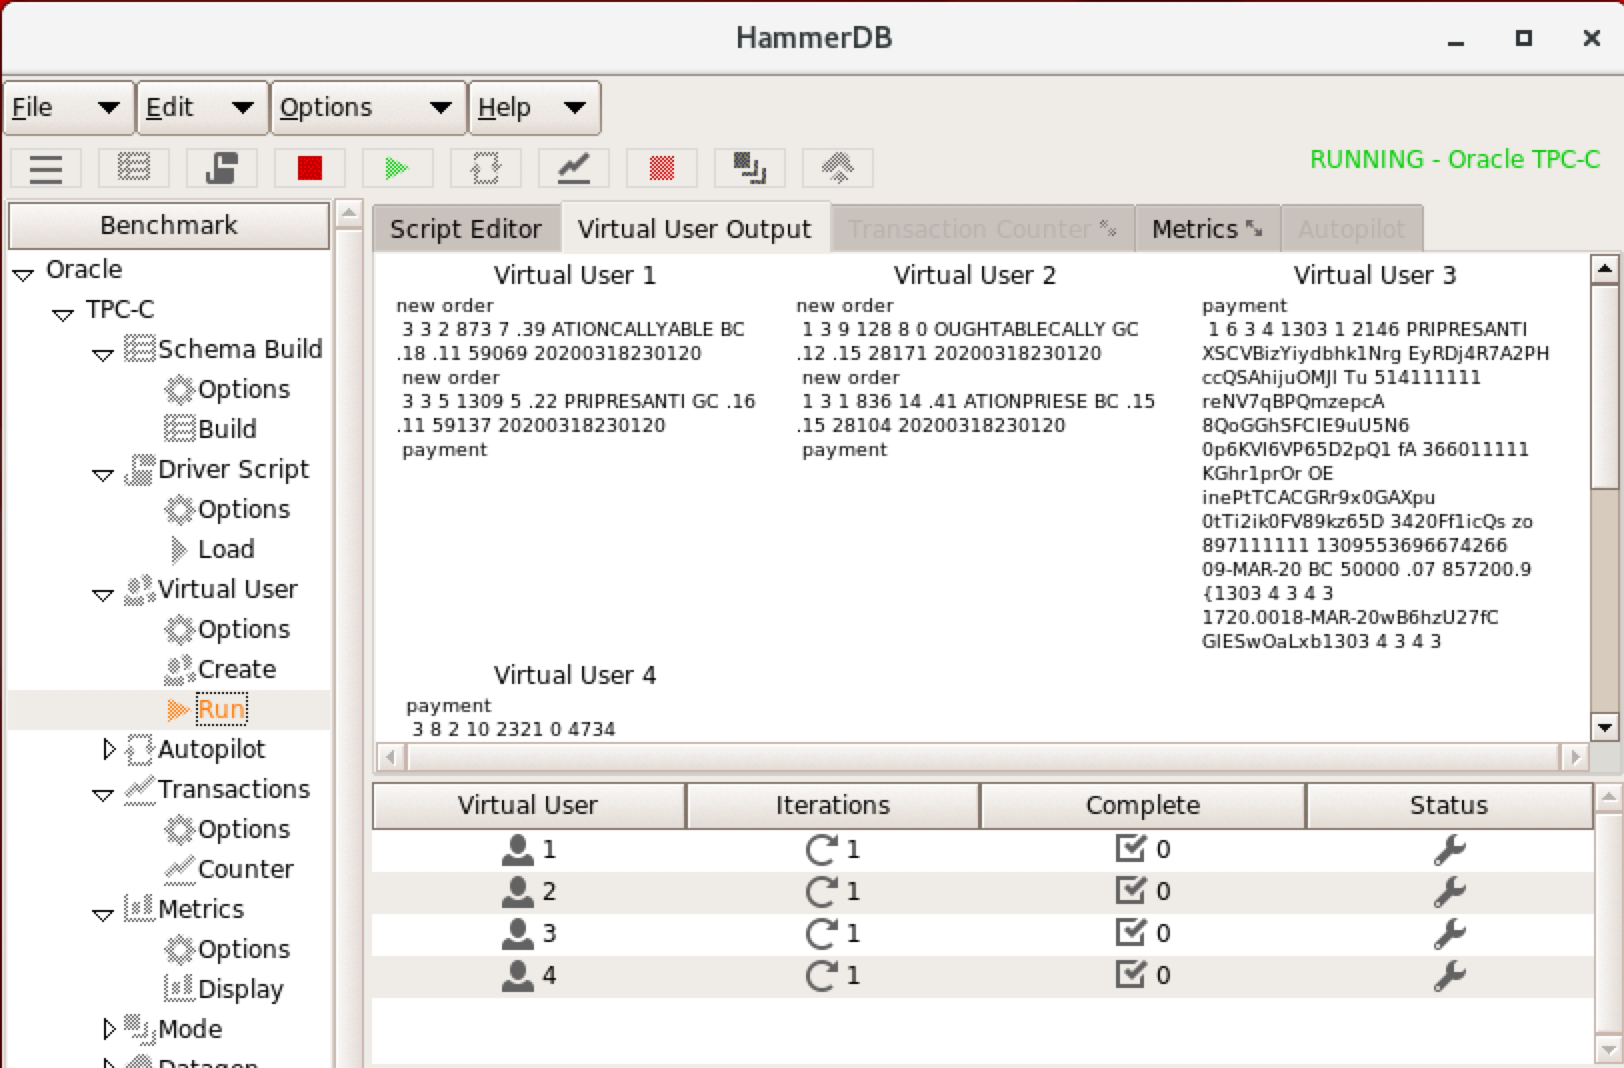 HammerDB
File Edit Options Help
RUNNING - Oracle TPC-C
Benchmark
Oracle
TPC-C
Schema Build
Options
Build
Driver Script
Options
Load
Virtual User
Options
Create
Run
Autopilot
Transactions
Options
Counter
Metrics
Options
Display
Mode
Datagen
Script Editor Virtual User Output Transaction Counter Metrics Autopilot
Virtual User 1
new order
3 3 2 873 7 .39 ATIONCALLYABLE BC
.18 .11 59069 20200318230120
new order
3 3 5 1309 5 .22 PRIPRESANTI GC .16
.11 59137 20200318230120
payment
Virtual User 2
new order
1 3 9 128 8 0 OUGHTABLECALLY GC
.12 .15 28171 20200318230120
new order
1 3 1 836 14 .41 ATIONPRIESE BC .15
.15 28104 20200318230120
payment
Virtual User 3
payment
1 6 3 4 1303 1 2146 PRIPRESANTI
XSCVBizYiydbhk1Nrg EyRDj4R7A2PH
ccQSAhijuOMJl Tu 514111111
reNV7qBPQmzepcA
8QoGGhSFCIE9uU5N6
0p6KVl6VP65D2pQ1 fA 366011111
KGhr1prOr OE
inePtTCACGRr9x0GAXpu
0tTi2ik0FV89kz65D 3420Ff1icQs zo
897111111 1309553696674266
09-MAR-20 BC 50000 .07 857200.9
{1303 4 3 4 3
1720.0018-MAR-20wB6hzU27fC
GlESwOaLxb1303 4 3 4 3
Virtual User 4
payment
3 8 2 10 2321 0 4734
Virtual User Iterations Complete Status
1 1 0
2 1 0
3 1 0
4 1 0